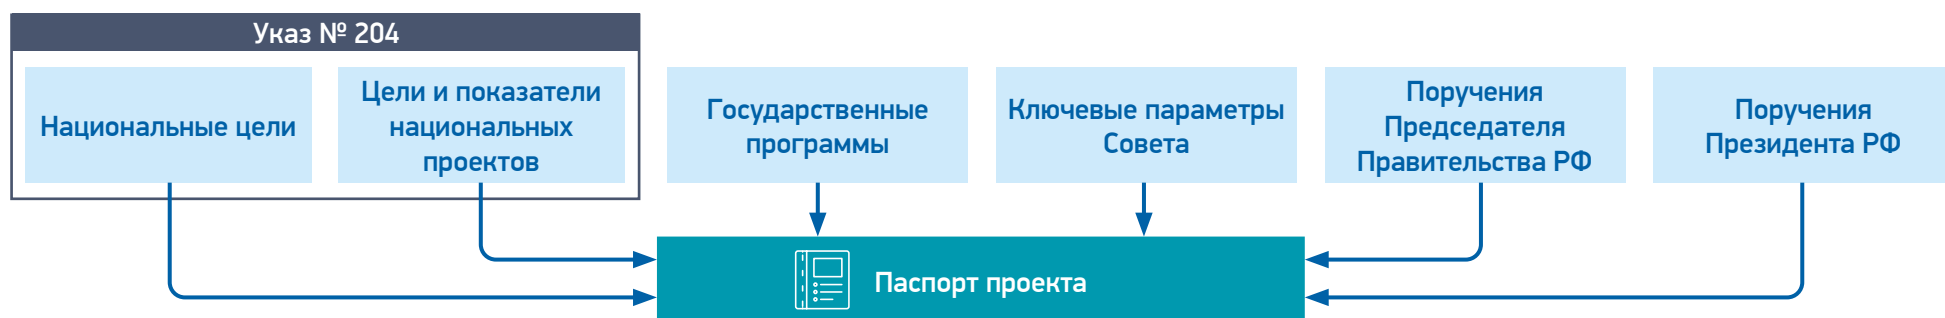 Указ № 204
Национальные цели
Цели и показатели
национальных
проектов
Государственные
программы
Ключевые параметры
Совета
Поручения
Председателя
Правительства РФ
Поручения
Президента РФ
Паспорт проекта